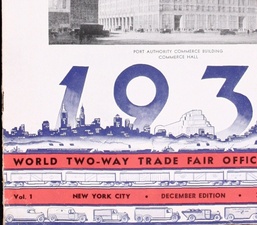 PORT AUTHORITY COMMERCE BUILDING
COMMERCE HALL
193
WORLD TWO-WAY TRADE FAIR OFFIC
Vol. 1 NEW YORK CITY • DECEMBER EDITION •